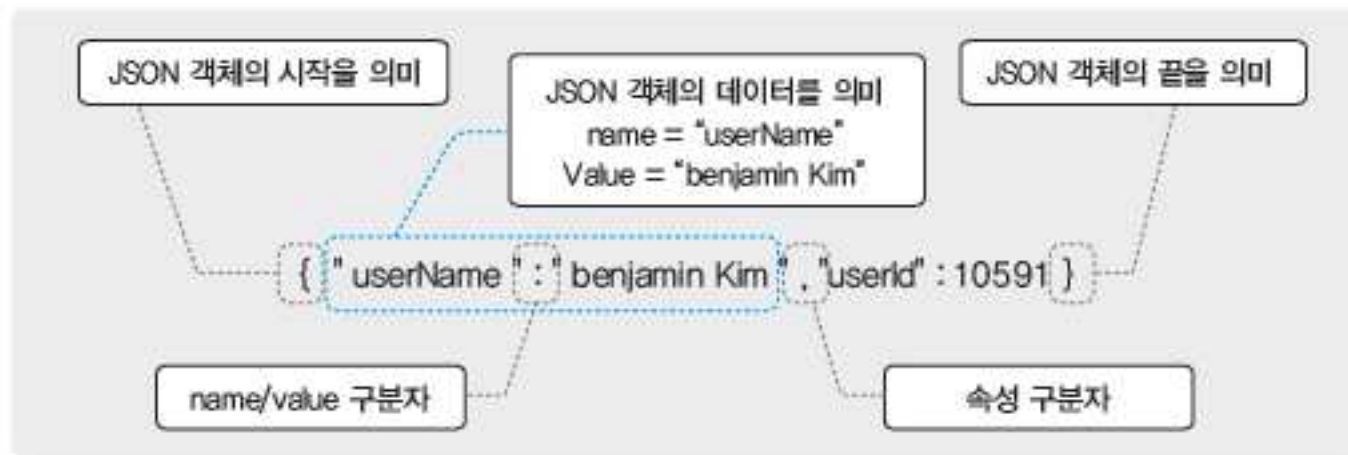 JSON 객체의 시작을 의미
JSON 객체의 데이터를 의미
name = "userName"
Value = "benjamin Kim"
JSON 객체의 끝을 의미
{ " userName " : " benjamin Kim " , "userId" : 10591 }
name/value 구분자
속성 구분자